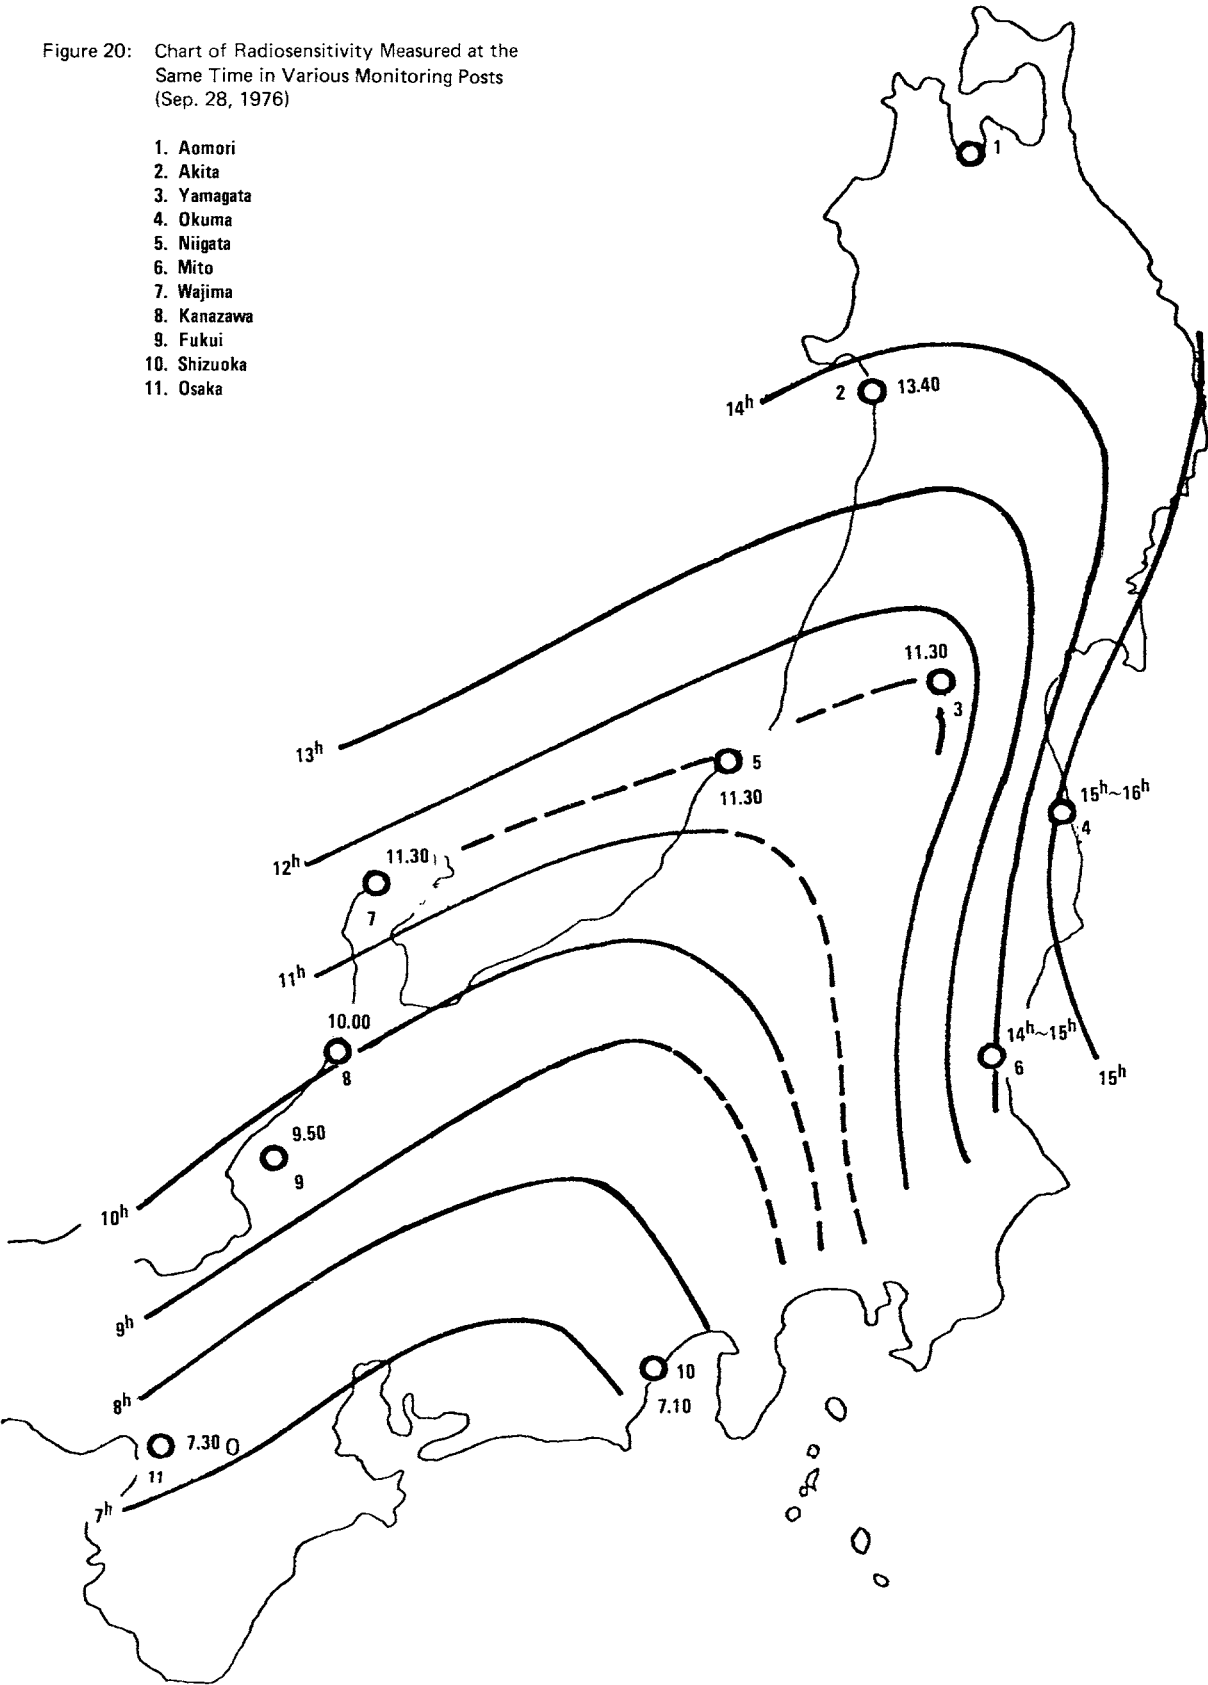 Figure 20: Chart of Radiosensitivity Measured at the
Same Time in Various Monitoring Posts
(Sep. 28, 1976)
1. Aomori
2. Akita
3. Yamagata
4. Okuma
5. Niigata
6. Mito
7. Wajima
8. Kanazawa
9. Fukui
10. Shizuoka
11. Osaka
1
14h
2
13.40
11.30
3
13h
5
11.30
15h~16h
4
12h
11.30
7
11h
10.00
8
14h~15h
6
15h
9.50
9
10h
9h
10
7.10
8h
7.30
11
7h